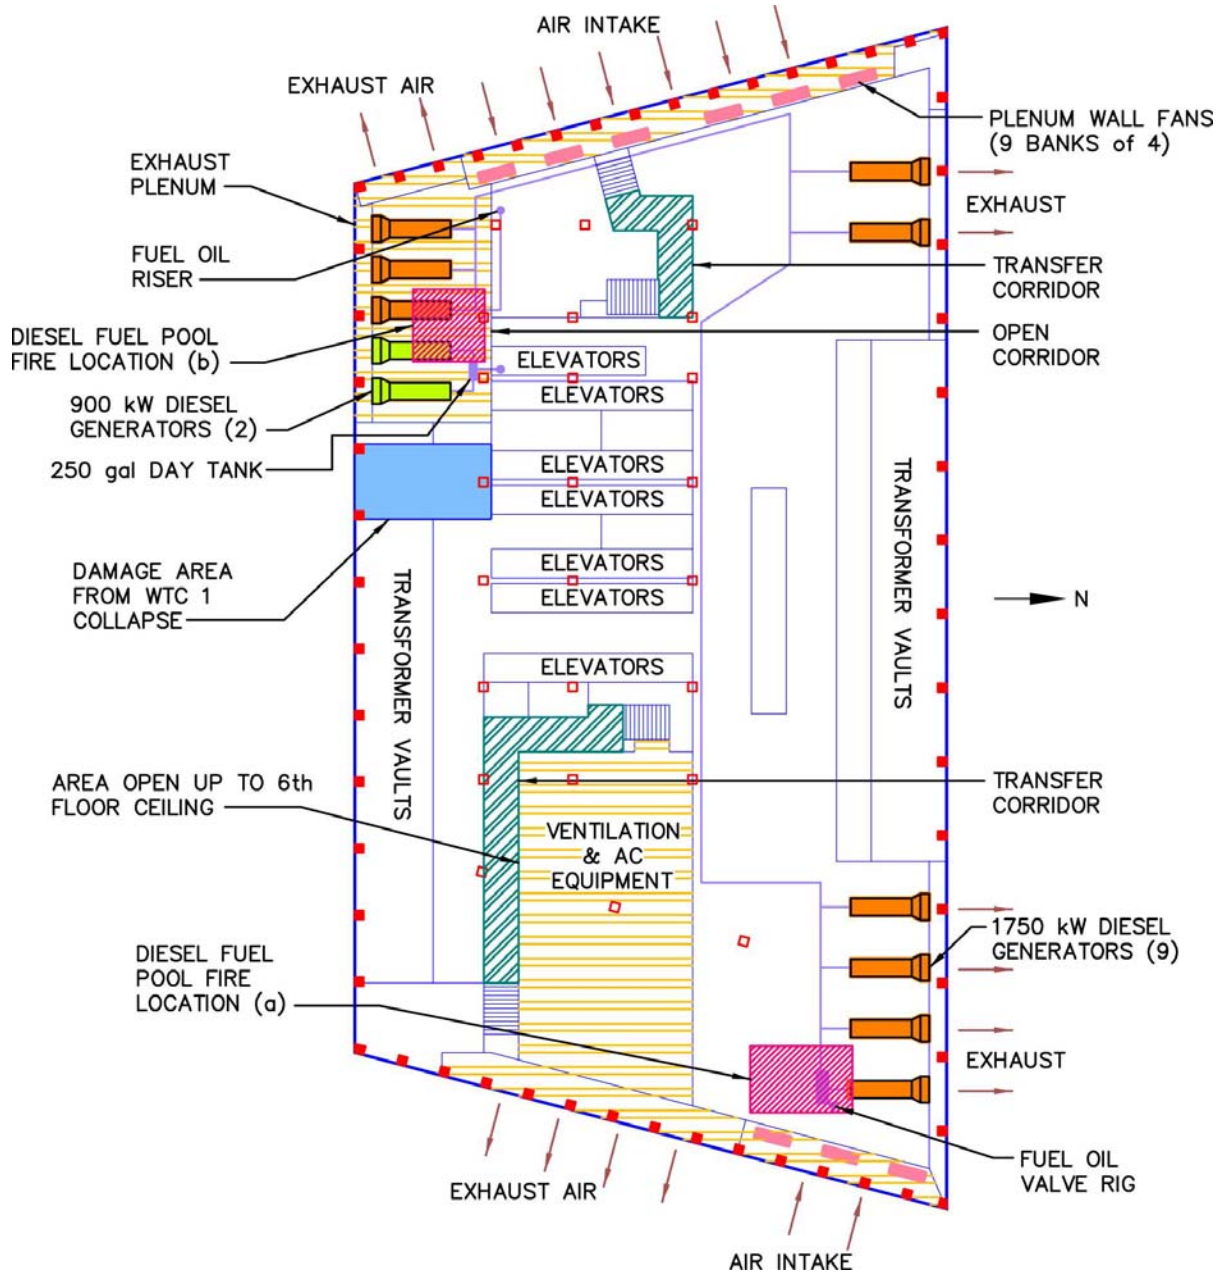 AIR INTAKE
EXHAUST AIR
PLENUM WALL FANS
(9 BANKS of 4)
EXHAUST
PLENUM
EXHAUST
FUEL OIL
RISER
TRANSFER
CORRIDOR
DIESEL FUEL POOL
FIRE LOCATION (b)
OPEN
CORRIDOR
ELEVATORS
ELEVATORS
900 kW DIESEL
GENERATORS (2)
250 gal DAY TANK
ELEVATORS
ELEVATORS
TRANSFORMER VAULTS
DAMAGE AREA
FROM WTC 1
COLLAPSE
ELEVATORS
ELEVATORS
N
TRANSFORMER VAULTS
ELEVATORS
AREA OPEN UP TO 6th
FLOOR CEILING
TRANSFER
CORRIDOR
VENTILATION
& AC
EQUIPMENT
1750 kW DIESEL
GENERATORS (9)
DIESEL FUEL
POOL FIRE
LOCATION (a)
EXHAUST
FUEL OIL
VALVE RIG
EXHAUST AIR
AIR INTAKE